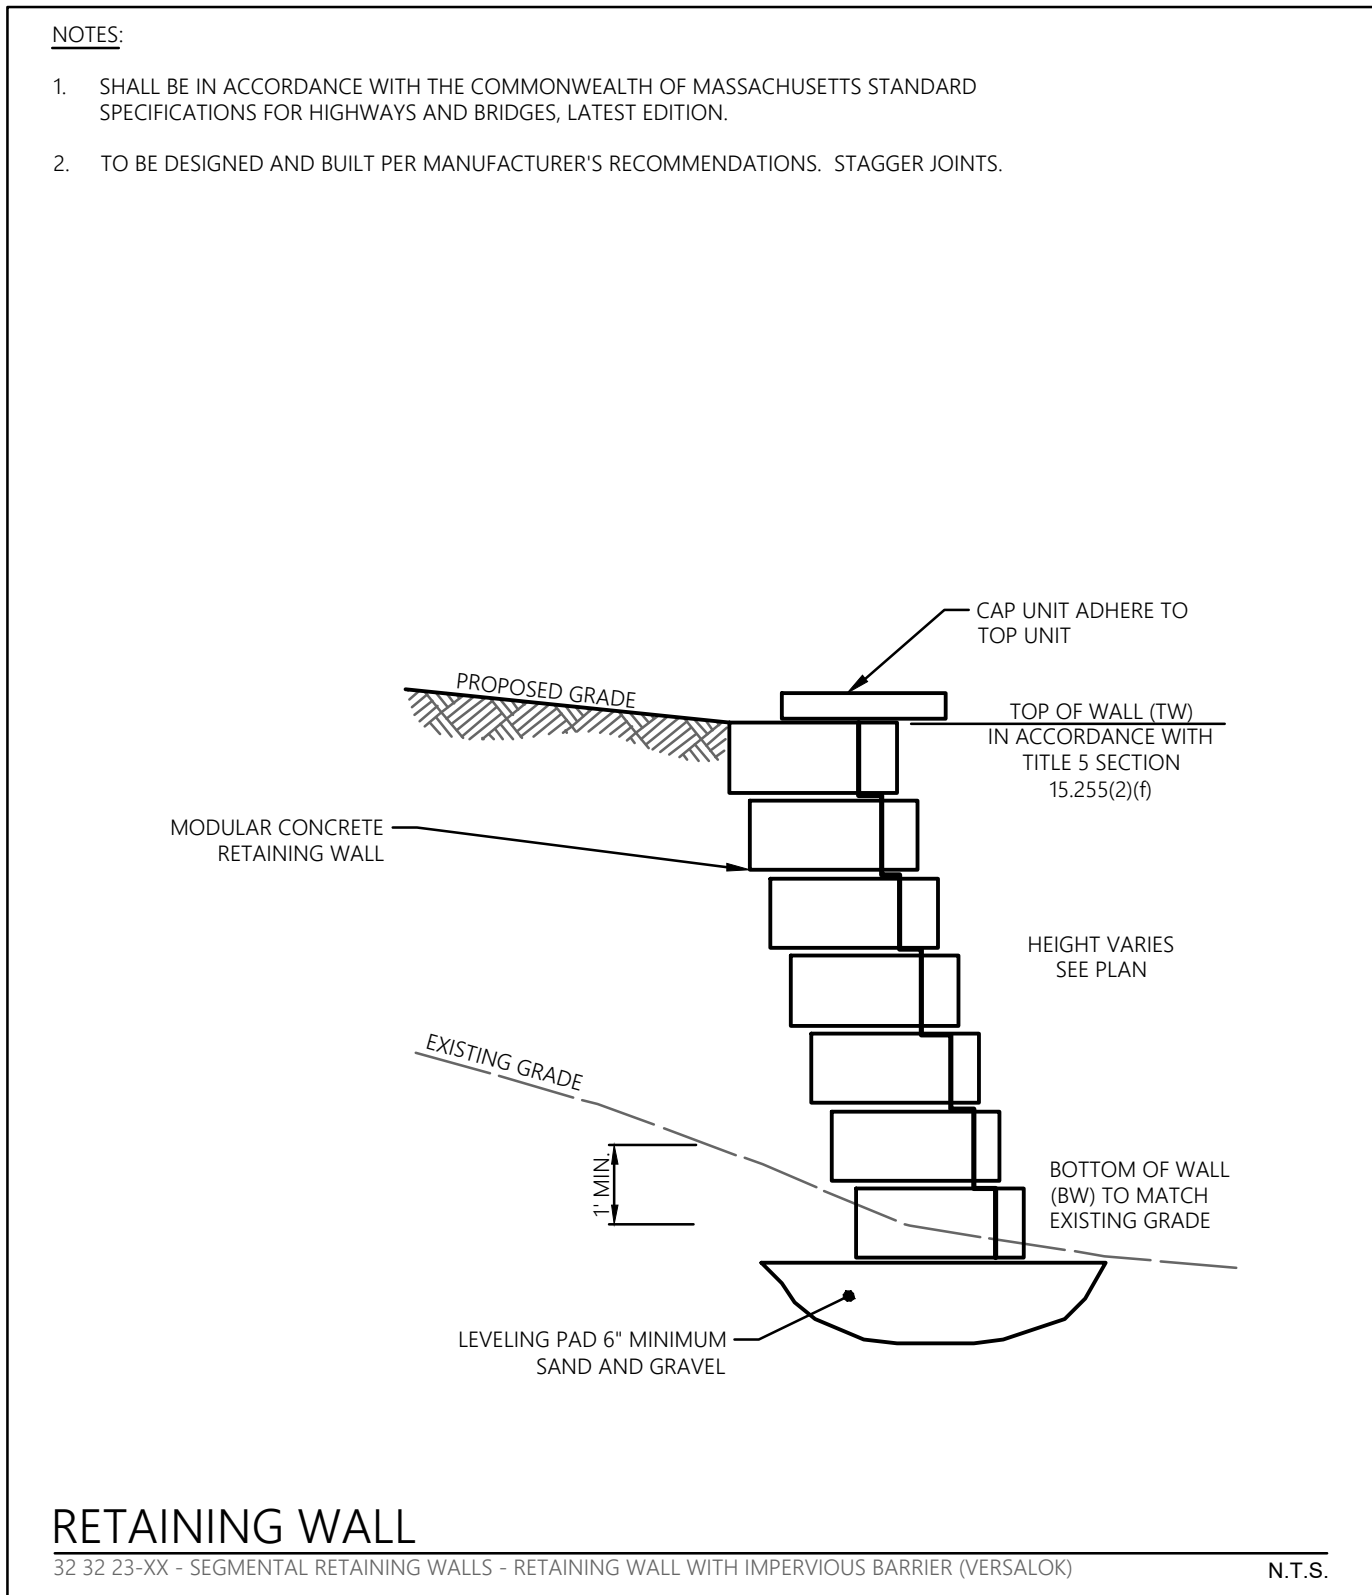 NOTES:
1. SHALL BE IN ACCORDANCE WITH THE COMMONWEALTH OF MASSACHUSETTS STANDARD
SPECIFICATIONS FOR HIGHWAYS AND BRIDGES, LATEST EDITION.
2. TO BE DESIGNED AND BUILT PER MANUFACTURER'S RECOMMENDATIONS. STAGGER JOINTS.
CAP UNIT ADHERE TO
TOP UNIT
PROPOSED GRADE
TOP OF WALL (TW)
IN ACCORDANCE WITH
TITLE 5 SECTION
15.255(2)(f)
MODULAR CONCRETE
RETAINING WALL
HEIGHT VARIES
SEE PLAN
EXISTING GRADE
1' MIN.
BOTTOM OF WALL
(BW) TO MATCH
EXISTING GRADE
LEVELING PAD 6" MINIMUM
SAND AND GRAVEL
RETAINING WALL
32 32 23-XX - SEGMENTAL RETAINING WALLS - RETAINING WALL WITH IMPERVIOUS BARRIER (VERSALOK)
N.T.S.